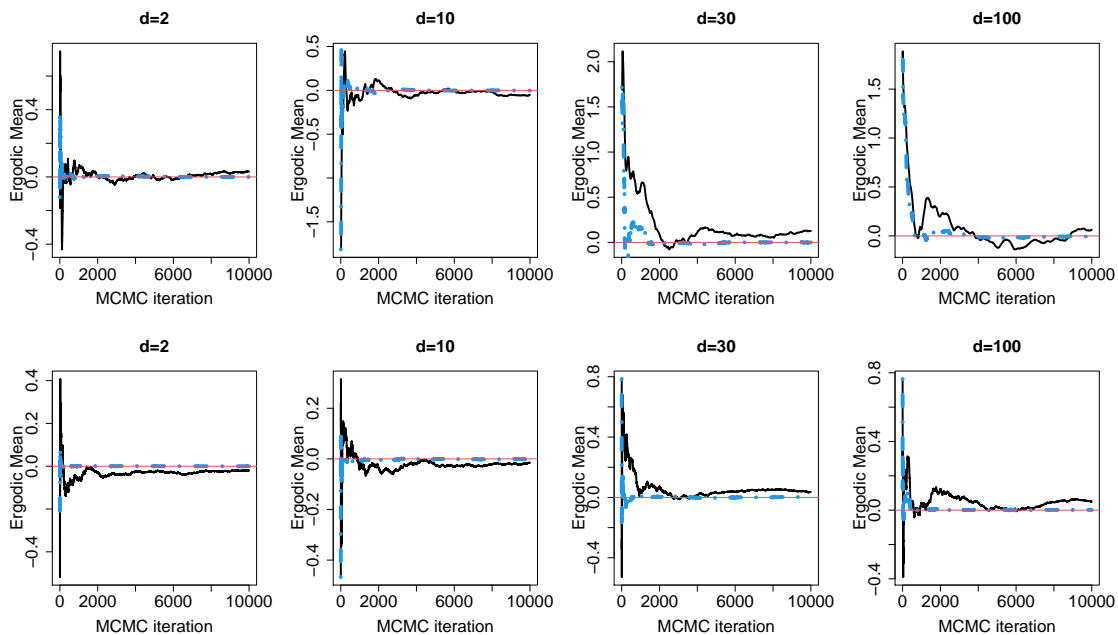 d=2
d=10
d=30
d=100
Ergodic Mean
−0.4 0.0 0.4
0 2000 6000 10000
MCMC iteration
Ergodic Mean
−1.5 −0.5 0.0 0.5
0 2000 6000 10000
MCMC iteration
Ergodic Mean
0.0 0.5 1.0 1.5 2.0
0 2000 6000 10000
MCMC iteration
Ergodic Mean
0.0 0.5 1.5
0 2000 6000 10000
MCMC iteration
d=2
d=10
d=30
d=100
Ergodic Mean
−0.4 0.0 0.2 0.4
0 2000 6000 10000
MCMC iteration
Ergodic Mean
−0.4 −0.2 0.0 0.2
0 2000 6000 10000
MCMC iteration
Ergodic Mean
−0.4 0.0 0.4 0.8
0 2000 6000 10000
MCMC iteration
Ergodic Mean
−0.4 0.0 0.4 0.8
0 2000 6000 10000
MCMC iteration